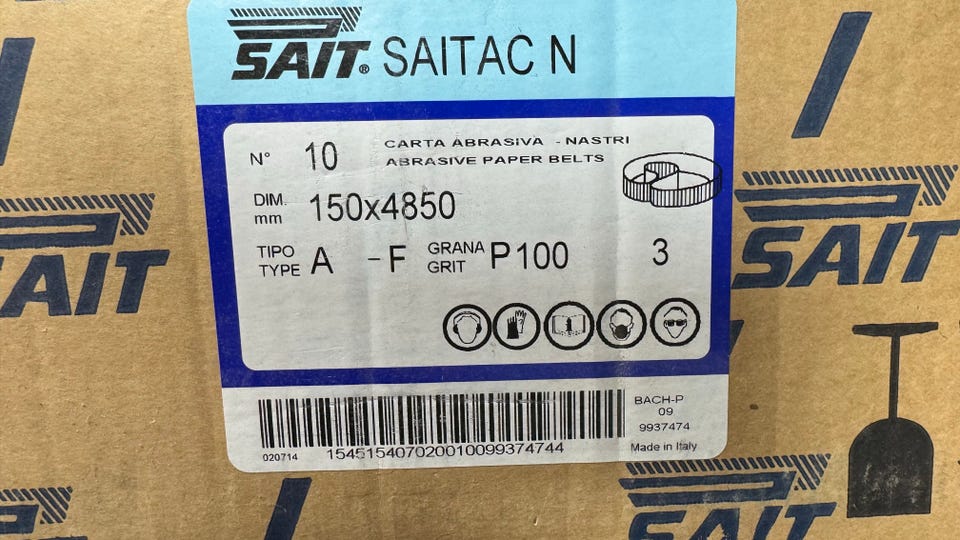 SAIT® SAITAC N
N° 10 CARTA ABRASIVA - NASTRI
ABRASIVE PAPER BELTS
DIM. mm 150x4850
TIPO TYPE A -F GRANA GRIT P100 3
BACH-P
09
9937474
020714 154515407020010099374744 Made in Italy
SAIT
SAIT
SAIT